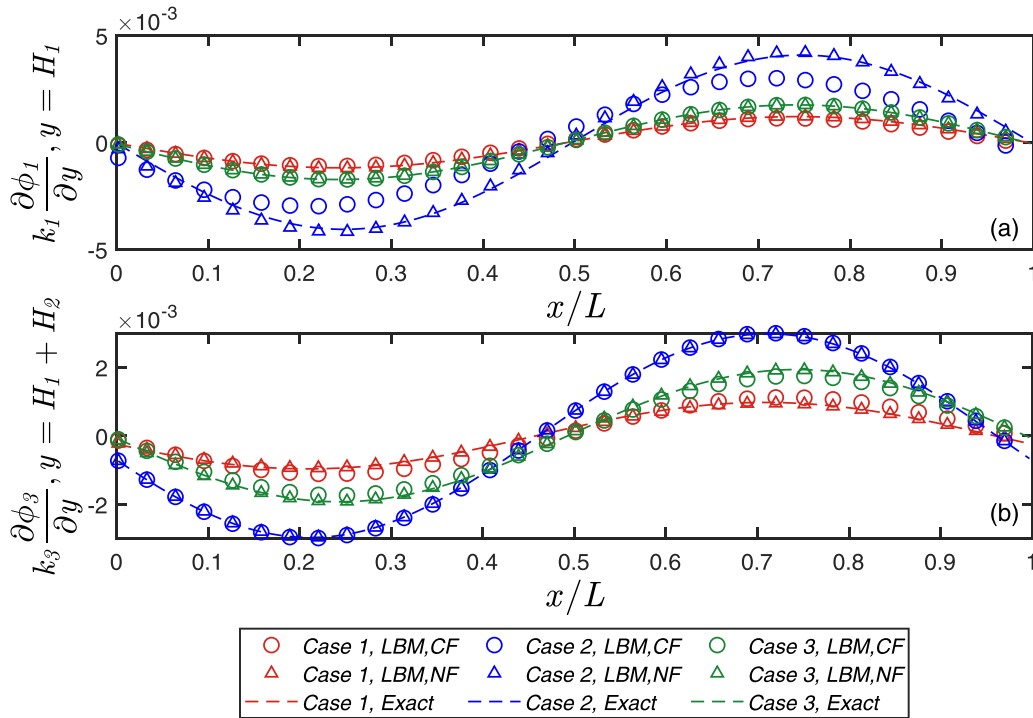 ×10⁻³
5
0
-5
k₁ ∂ϕ₁/∂y, y = H₁
(a)
0 0.1 0.2 0.3 0.4 0.5 0.6 0.7 0.8 0.9 1
x/L
×10⁻³
2
0
-2
k₃ ∂ϕ₃/∂y, y = H₁ + H₂
(b)
0 0.1 0.2 0.3 0.4 0.5 0.6 0.7 0.8 0.9 1
x/L
Case 1, LBM,CF Case 2, LBM,CF Case 3, LBM,CF
Case 1, LBM,NF Case 2, LBM,NF Case 3, LBM,NF
Case 1, Exact Case 2, Exact Case 3, Exact